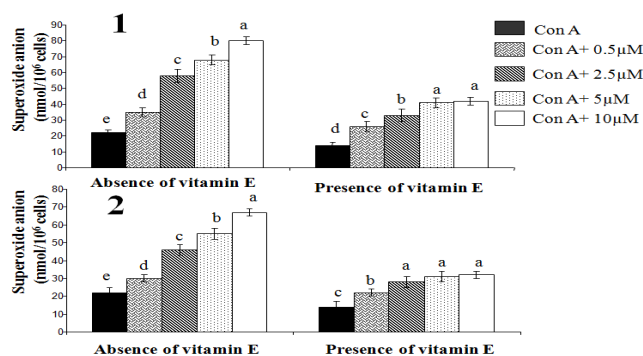 1
Superoxide anion
(nmol/10⁶ cells)
90
80
70
60
50
40
30
20
10
0
e
d
c
b
a
d
c
b
a
a
Absence of vitamin E
Presence of vitamin E
Con A
Con A+ 0.5µM
Con A+ 2.5µM
Con A+ 5µM
Con A+ 10µM
2
Superoxide anion
(nmol/10⁶ cells)
80
70
60
50
40
30
20
10
0
e
d
c
b
a
c
b
a
a
a
Absence of vitamin E
Presence of vitamin E